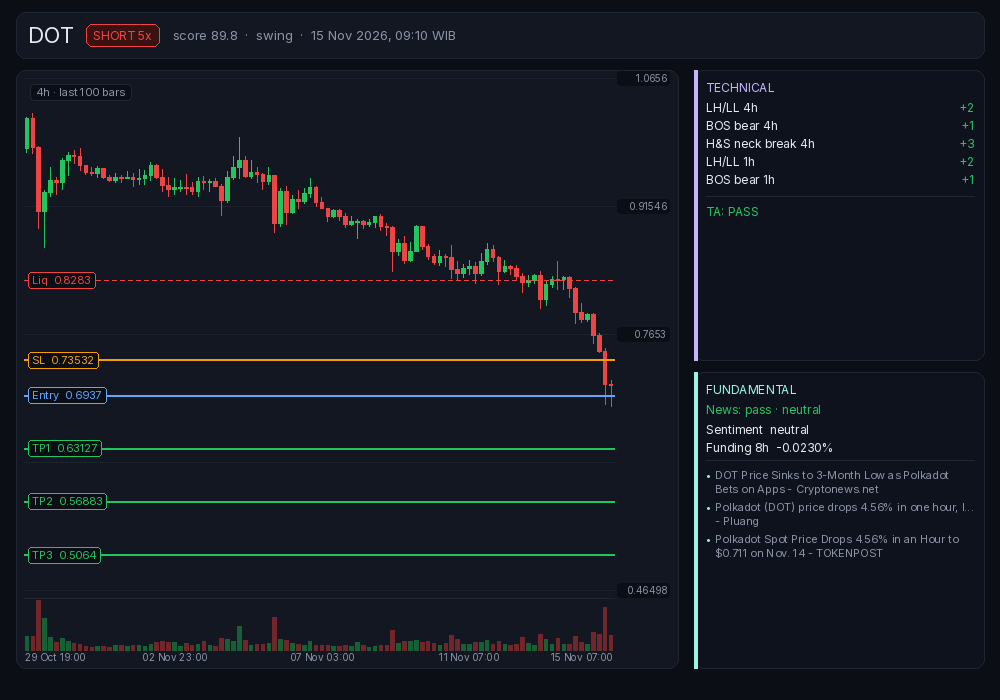 DOT SHORT 5x score 89.8 · swing · 15 Nov 2026, 09:10 WIB
4h · last 100 bars
1.0656
0.91546
Liq 0.8283
0.7653
SL 0.73532
Entry 0.6937
TP1 0.63127
TP2 0.56883
TP3 0.5064
0.46498
29 Oct 19:00 02 Nov 23:00 07 Nov 03:00 11 Nov 07:00 15 Nov 07:00
TECHNICAL
LH/LL 4h +2
BOS bear 4h +1
H&S neck break 4h +3
LH/LL 1h +2
BOS bear 1h +1
TA: PASS
FUNDAMENTAL
News: pass · neutral
Sentiment neutral
Funding 8h -0.0230%
• DOT Price Sinks to 3-Month Low as Polkadot
Bets on Apps - Cryptonews.net
• Polkadot (DOT) price drops 4.56% in one hour, l...
- Pluang
• Polkadot Spot Price Drops 4.56% in an Hour to
$0.711 on Nov. 14 - TOKENPOST